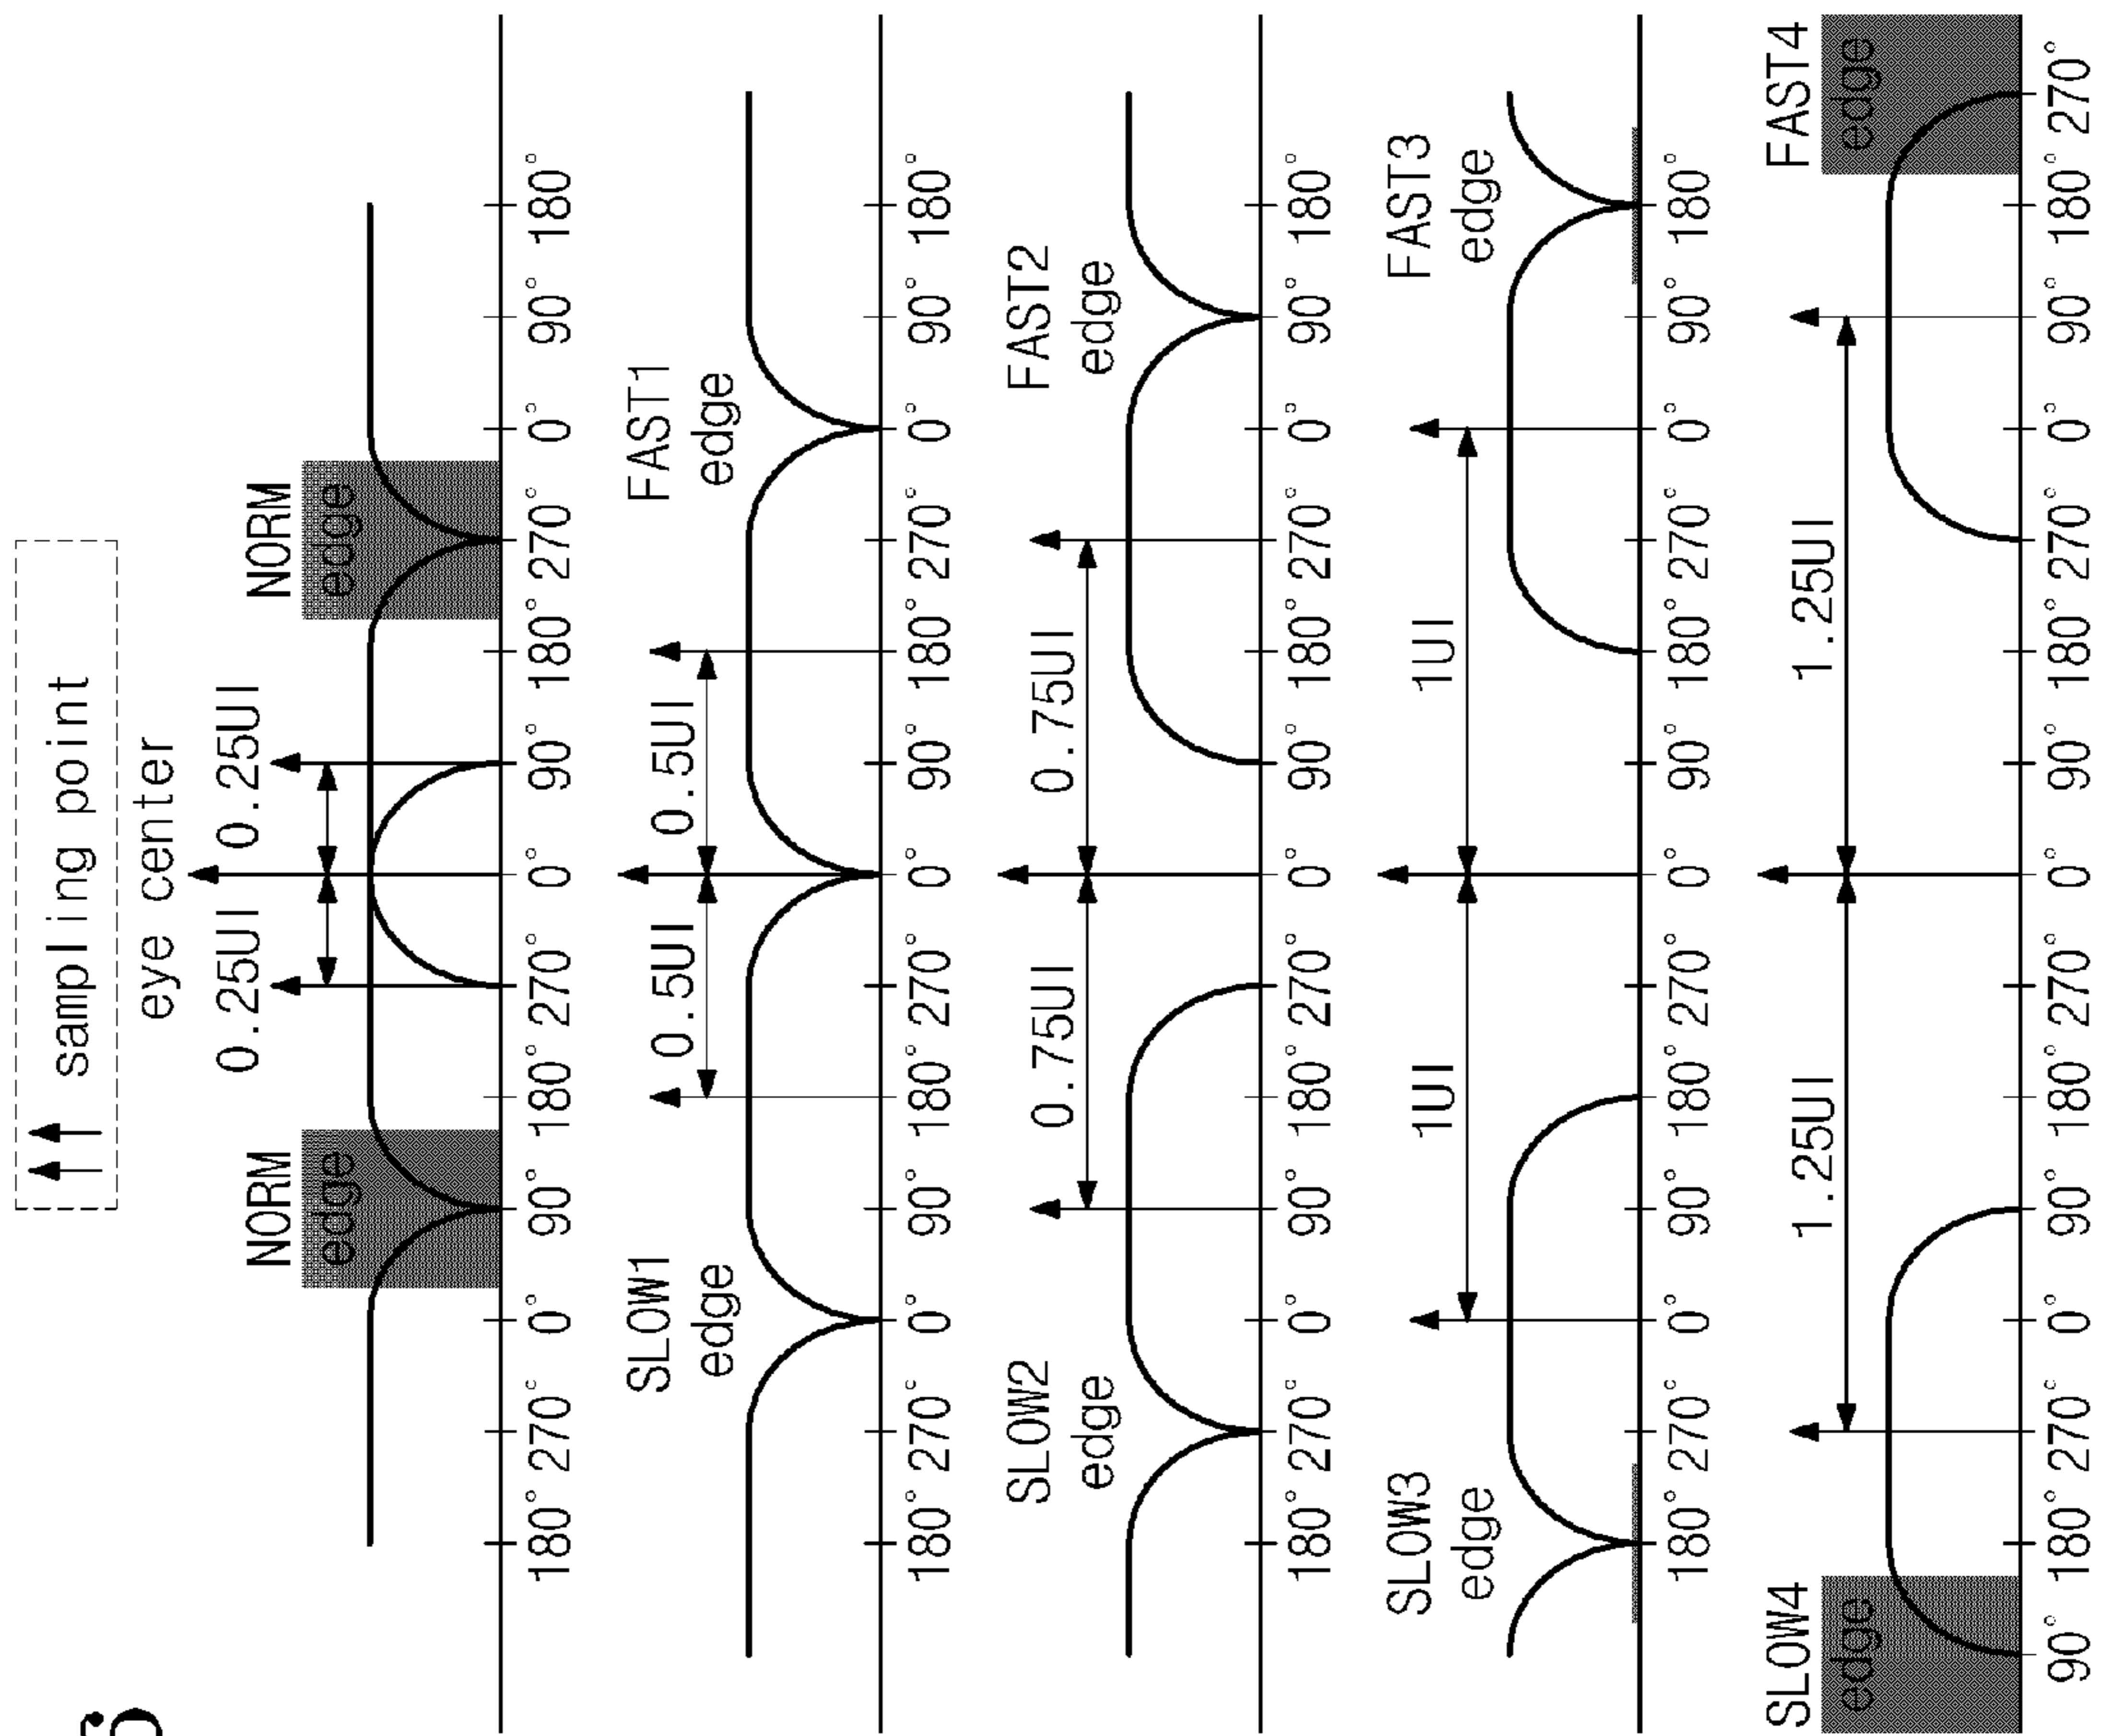 sampling point
eye center
0.25UI 0.25UI
NORM NORM
edge edge
180° 270° 0° 90° 180° 270° 0° 90° 180° 270° 0° 90° 180°
SLOW1 0.5UI 0.5UI FAST1
edge edge
180° 270° 0° 90° 180° 270° 0° 90° 180° 270° 0° 90° 180°
SLOW2 0.75UI 0.75UI FAST2
edge edge
180° 270° 0° 90° 180° 270° 0° 90° 180° 270° 0° 90° 180°
SLOW3 1UI 1UI FAST3
edge edge
180° 270° 0° 90° 180° 270° 0° 90° 180° 270° 0° 90° 180°
SLOW4 1.25UI 1.25UI FAST4
edge edge
90° 180° 270° 0° 90° 180° 270° 0° 90° 180° 270° 0° 90° 180° 270°